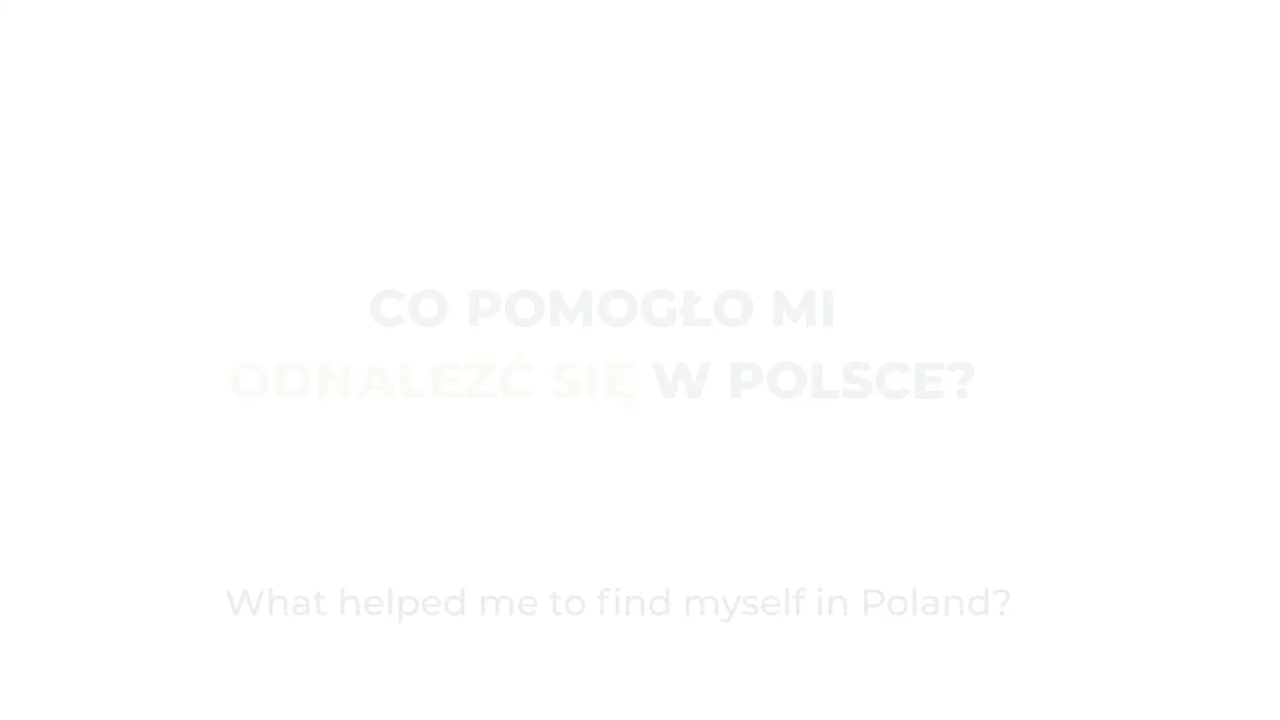 CO POMOGŁO MI
ODNALEŹĆ SIĘ W POLSCE?
What helped me to find myself in Poland?